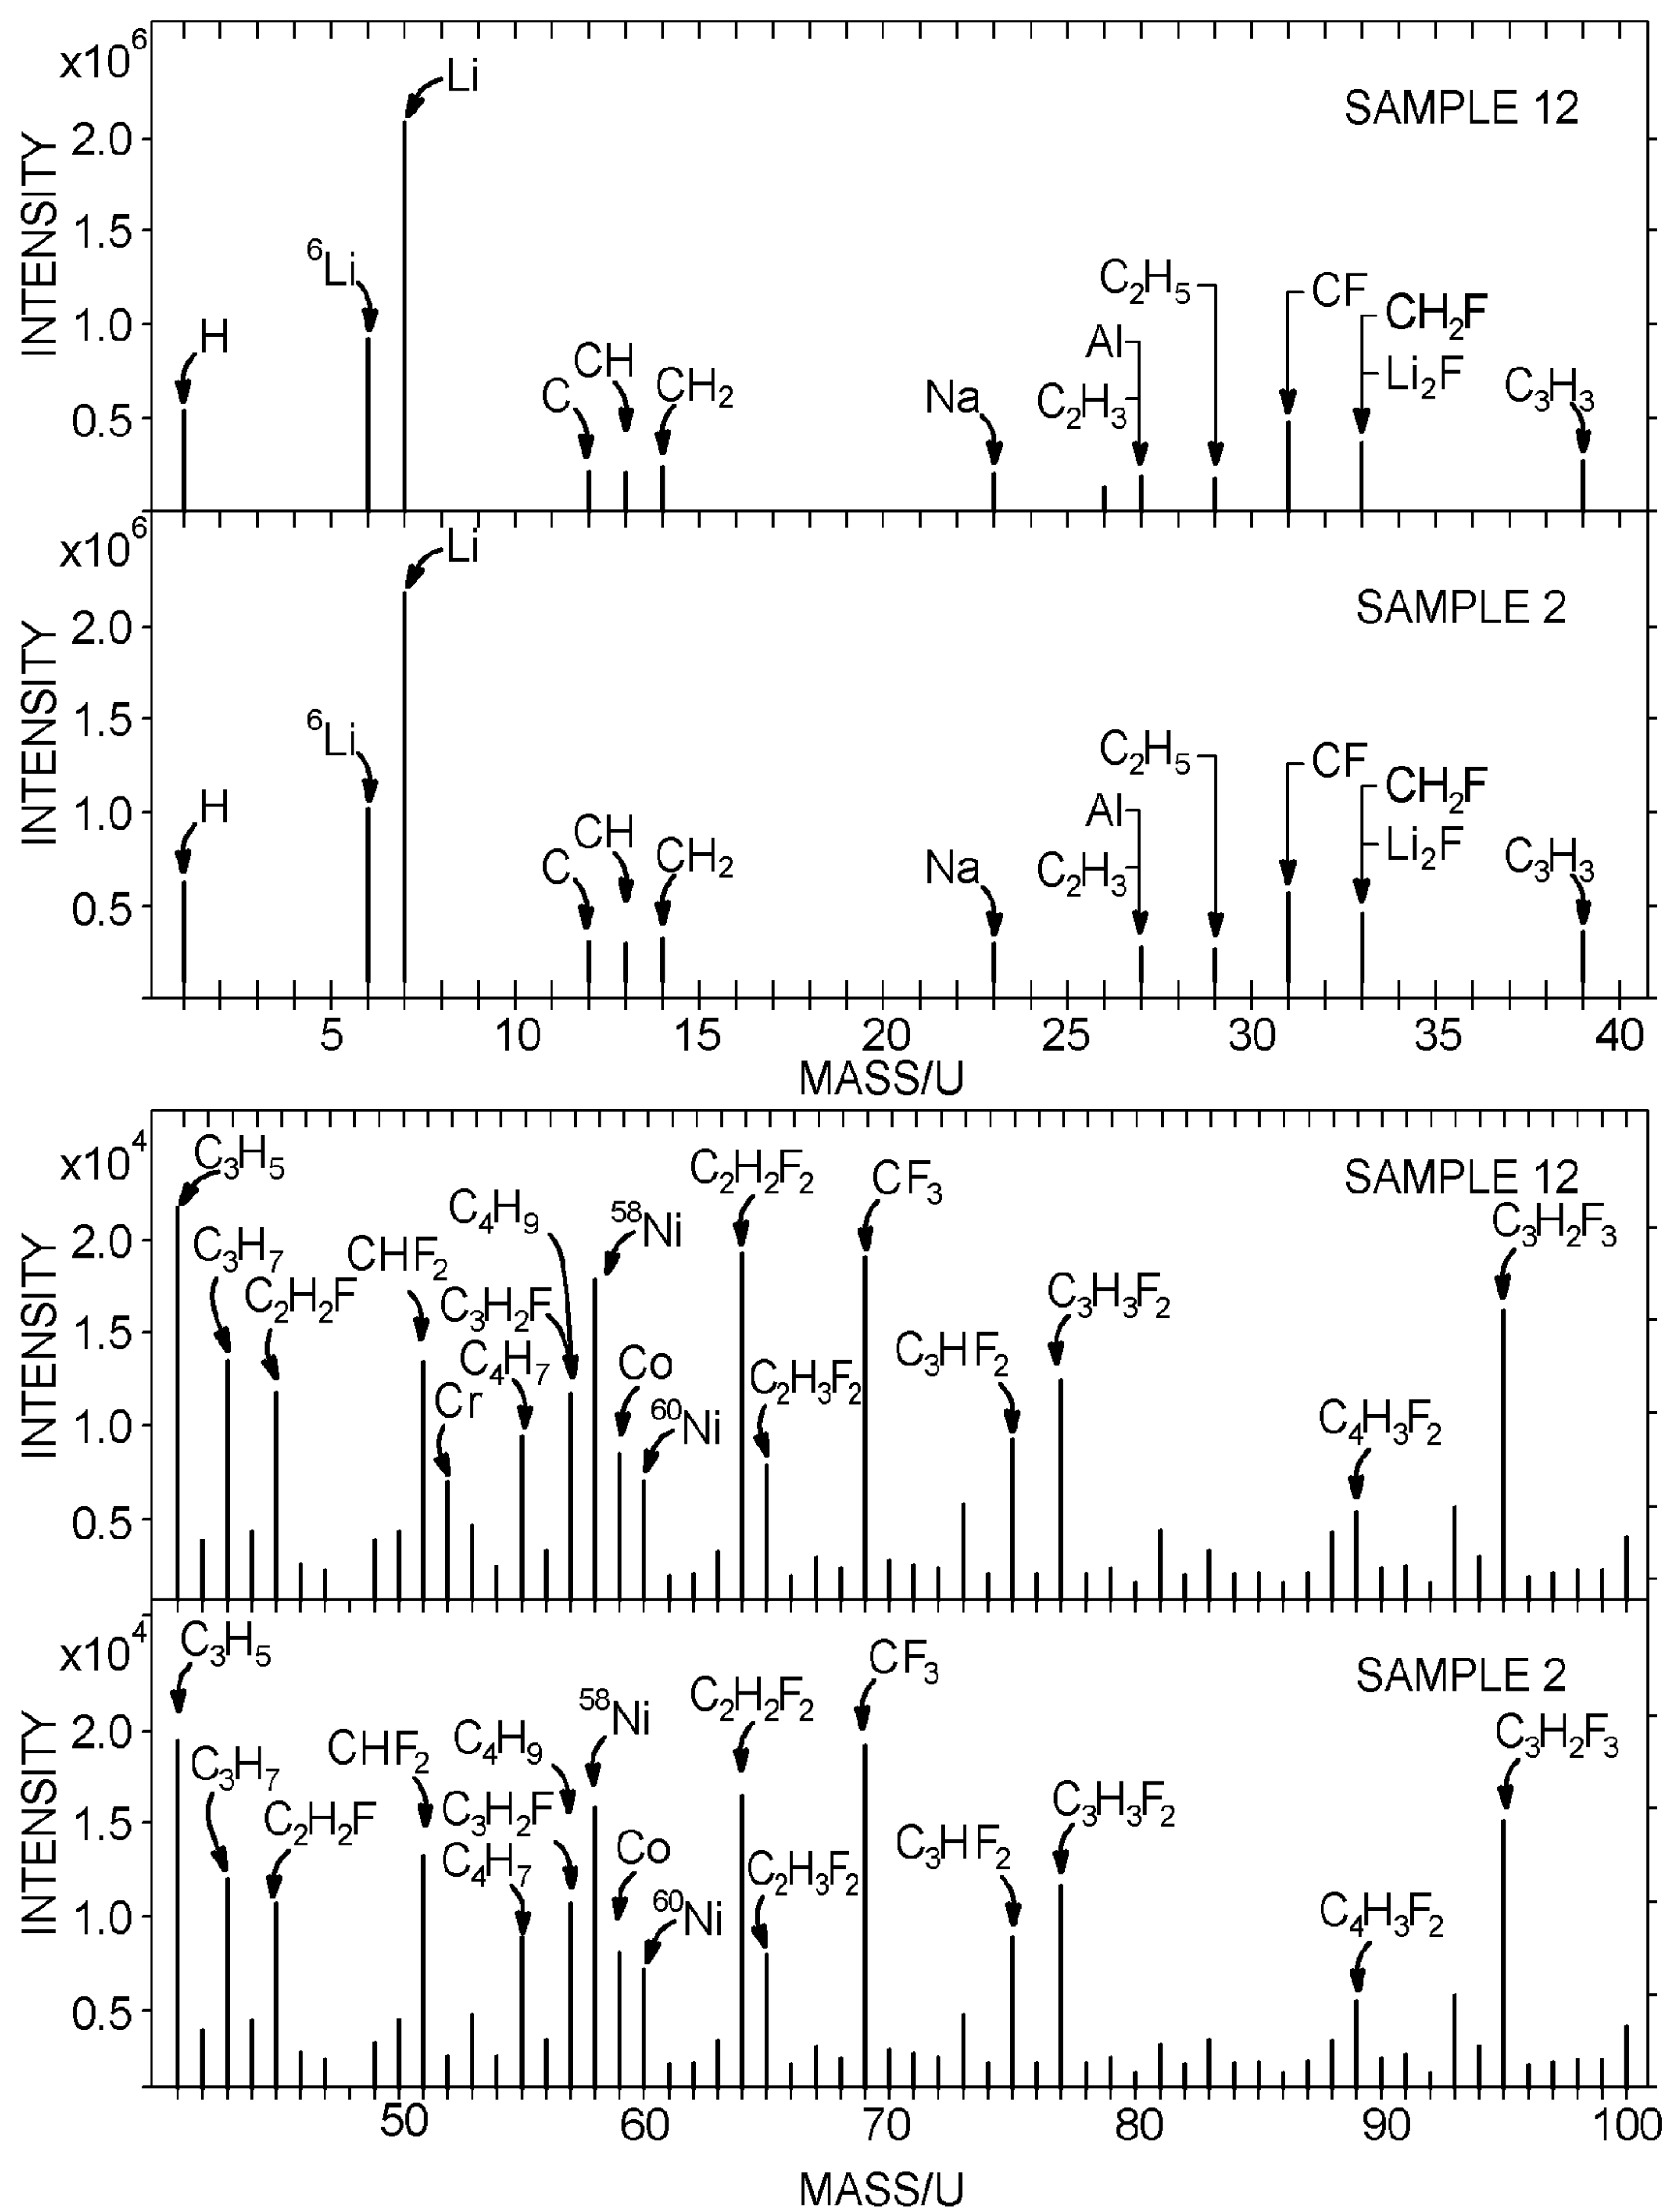 x10⁶
Li
SAMPLE 12
INTENSITY
2.0
1.5
1.0
0.5
H
⁶Li
C
CH
CH₂
Na
C₂H₅
Al
C₂H₃
CF
CH₂F
Li₂F
C₃H₃
x10⁶
Li
SAMPLE 2
INTENSITY
2.0
1.5
1.0
0.5
H
⁶Li
C
CH
CH₂
Na
C₂H₅
Al
C₂H₃
CF
CH₂F
Li₂F
C₃H₃
5 10 15 20 25 30 35 40
MASS/U
x10⁴
C₃H₅
SAMPLE 12
INTENSITY
2.0
1.5
1.0
0.5
C₃H₇
C₂H₂F
CHF₂
Cr
C₄H₉
C₃H₂F
C₄H₇
⁵⁸Ni
Co
⁶⁰Ni
C₂H₂F₂
C₂H₃F₂
CF₃
C₃HF₂
C₃H₃F₂
C₄H₃F₂
C₃H₂F₃
x10⁴
C₃H₅
SAMPLE 2
INTENSITY
2.0
1.5
1.0
0.5
C₃H₇
C₂H₂F
CHF₂
C₄H₉
C₃H₂F
C₄H₇
⁵⁸Ni
Co
⁶⁰Ni
C₂H₂F₂
C₂H₃F₂
CF₃
C₃HF₂
C₃H₃F₂
C₄H₃F₂
C₃H₂F₃
50 60 70 80 90 100
MASS/U